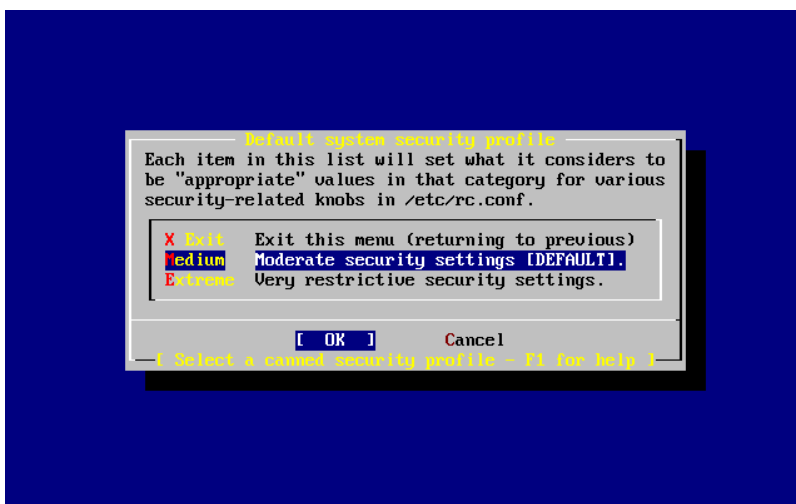 Default system security profile
Each item in this list will set what it considers to
be "appropriate" values in that category for various
security-related knobs in /etc/rc.conf.
X Exit Exit this menu (returning to previous)
Medium Moderate security settings [DEFAULT].
Extreme Very restrictive security settings.
[ OK ] Cancel
[ Select a canned security profile - F1 for help ]